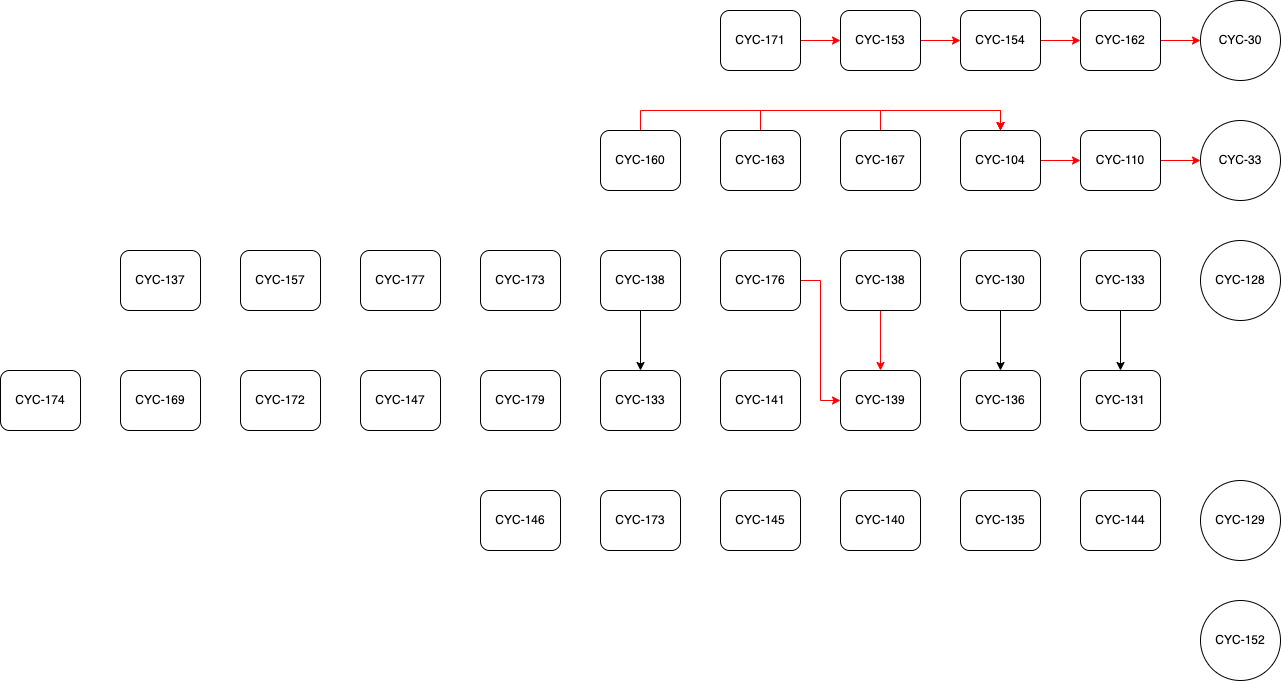 CYC-171 CYC-153 CYC-154 CYC-162 CYC-30
CYC-160 CYC-163 CYC-167 CYC-104 CYC-110 CYC-33
CYC-137 CYC-157 CYC-177 CYC-173 CYC-138 CYC-176 CYC-138 CYC-130 CYC-133 CYC-128
CYC-174 CYC-169 CYC-172 CYC-147 CYC-179 CYC-133 CYC-141 CYC-139 CYC-136 CYC-131
CYC-146 CYC-173 CYC-145 CYC-140 CYC-135 CYC-144 CYC-129
CYC-152